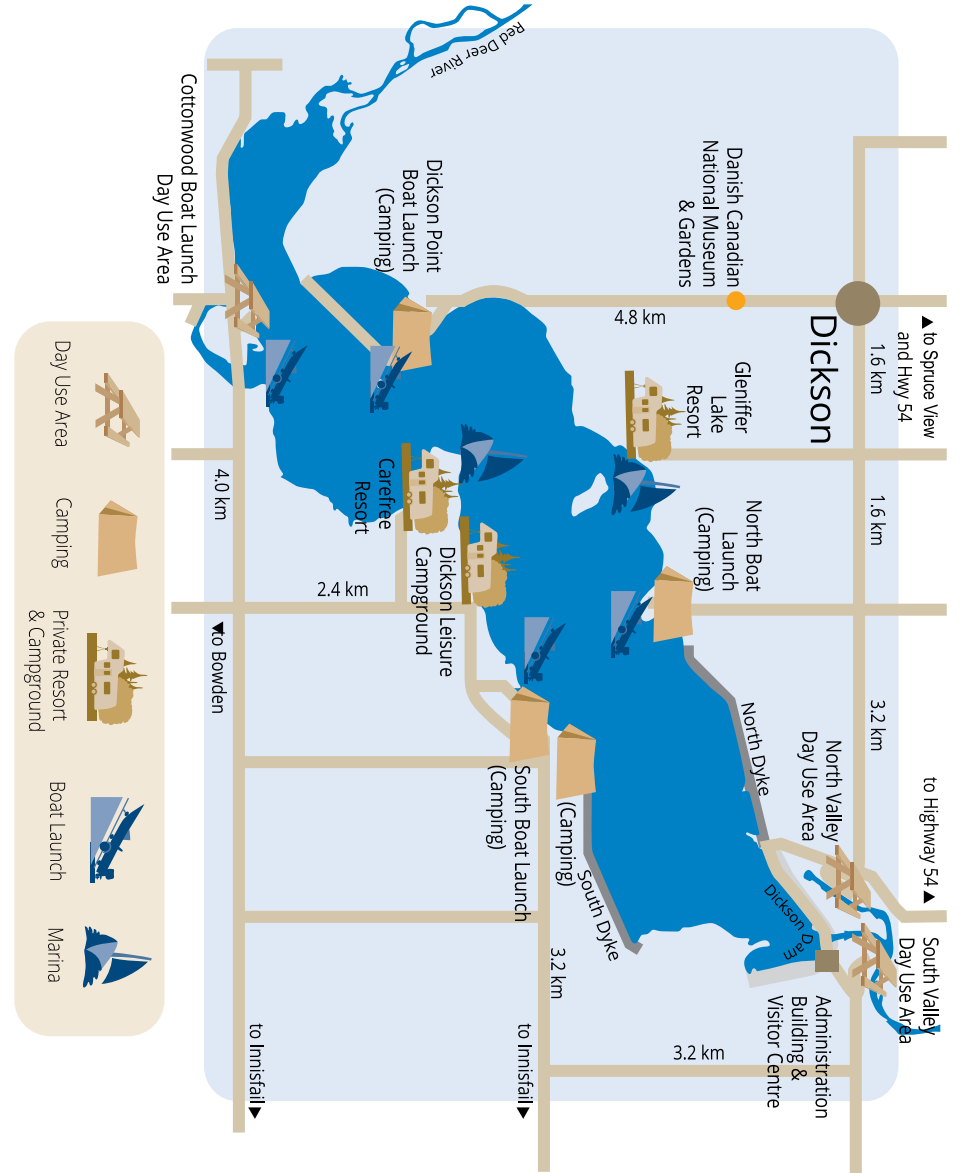 Red Deer River
Cottonwood Boat Launch
Day Use Area
Dickson Point
Boat Launch
(Camping)
Danish Canadian
National Museum
& Gardens
4.8 km
Dickson
to Spruce View
and Hwy 54
1.6 km
Gleniffer
Lake
Resort
1.6 km
North Boat
Launch
(Camping)
Carefree
Resort
Dickson Leisure
Campground
4.0 km
2.4 km
to Bowden
3.2 km
North Dyke
North Valley
Day Use Area
to Highway 54
South Valley
Day Use Area
Dickson Dam
Administration
Building &
Visitor Centre
South Boat Launch
(Camping)
(Camping)
South Dyke
3.2 km
3.2 km
to Innisfail
to Innisfail
Day Use Area
Camping
Private Resort
& Campground
Boat Launch
Marina